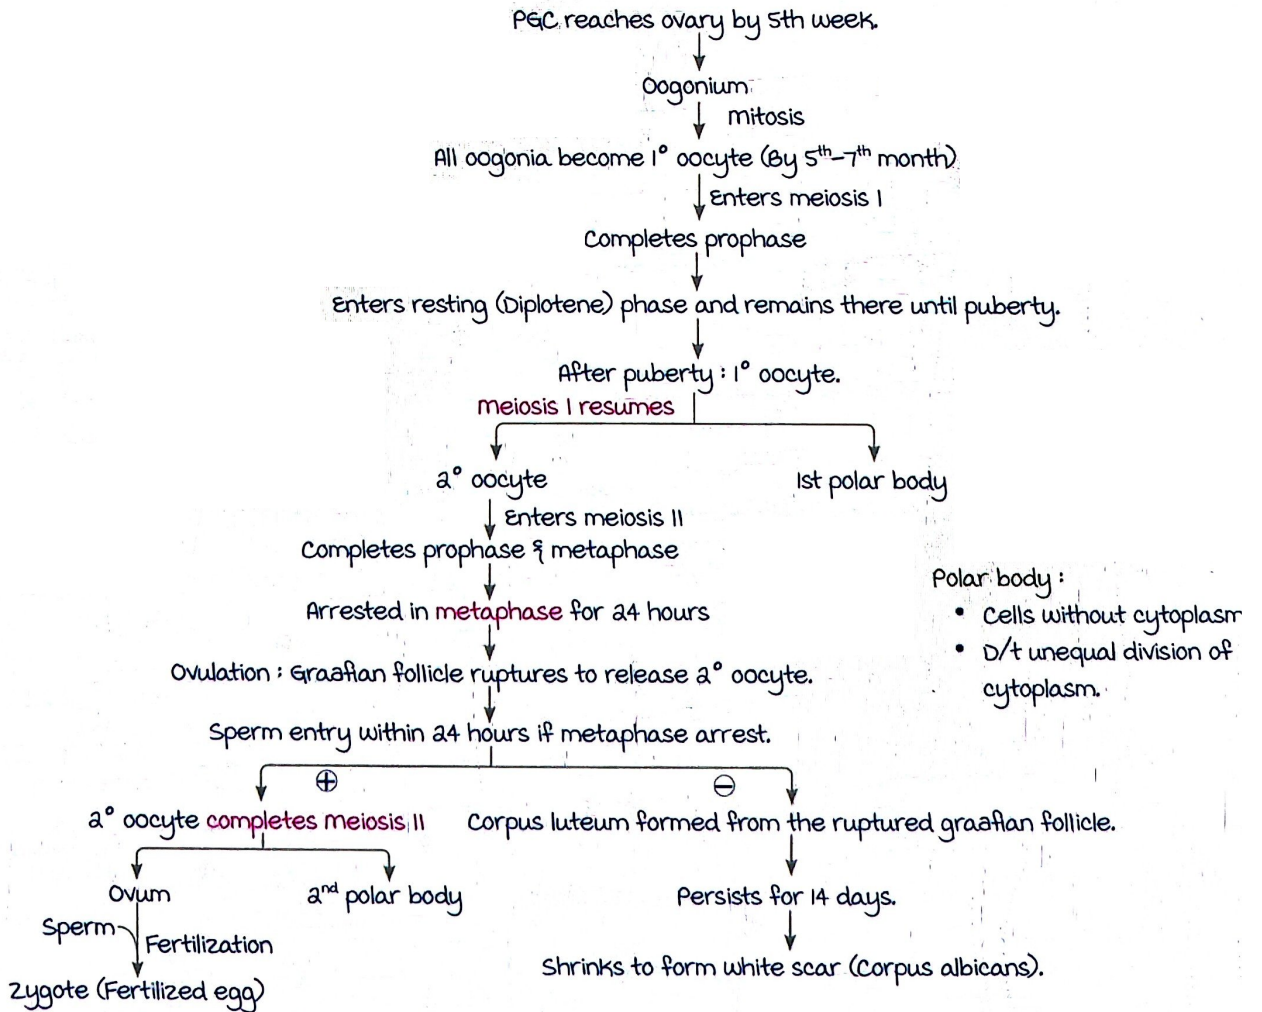 PGC reaches ovary by 5th week.
Oogonium
mitosis
All oogonia become 1° oocyte (By 5th-7th month)
Enters meiosis I
Completes prophase
Enters resting (Diplotene) phase and remains there until puberty.
After puberty : 1° oocyte.
meiosis I resumes
2° oocyte
1st polar body
Enters meiosis II
Completes prophase & metaphase
Polar body :
• Cells without cytoplasm
• D/t unequal division of
cytoplasm.
Arrested in metaphase for 24 hours
Ovulation : Graafian follicle ruptures to release 2° oocyte.
Sperm entry within 24 hours if metaphase arrest.
⊕
⊖
2° oocyte completes meiosis II
Corpus luteum formed from the ruptured graafian follicle.
Ovum
2nd polar body
Persists for 14 days.
Sperm
Fertilization
Shrinks to form white scar (Corpus albicans).
Zygote (Fertilized egg)